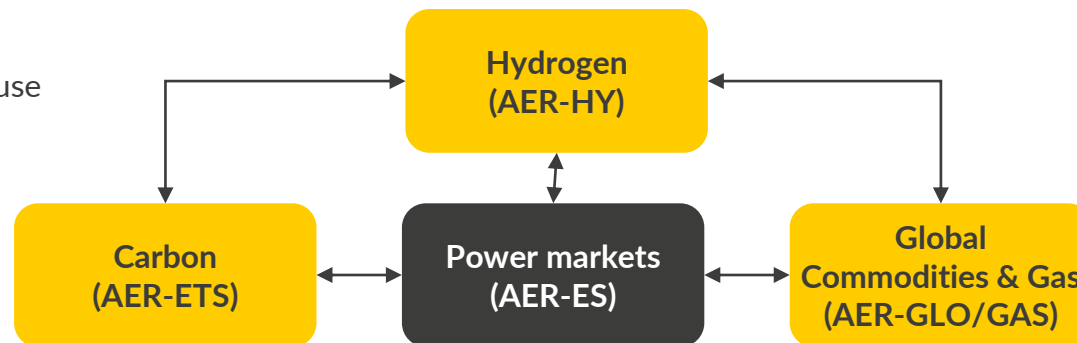 use
Hydrogen
(AER-HY)
Carbon
(AER-ETS)
Power markets
(AER-ES)
Global
Commodities & Gas
(AER-GLO/GAS)